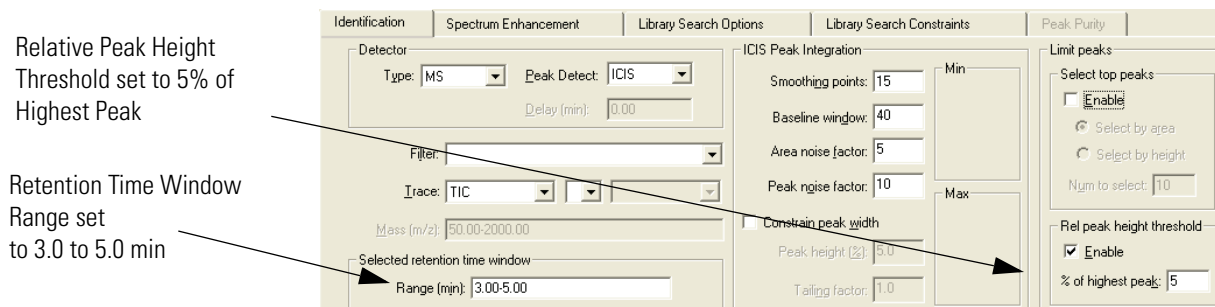 Relative Peak Height
Threshold set to 5% of
Highest Peak
Retention Time Window
Range set
to 3.0 to 5.0 min
Identification
Spectrum Enhancement
Library Search Options
Library Search Constraints
Peak Purity
Detector
Type: MS
Peak Detect: ICIS
Delay (min): 0.00
Filter:
Trace: TIC
Mass (m/z): 50.00-2000.00
Selected retention time window
Range (min): 3.00-5.00
ICIS Peak Integration
Smoothing points: 15
Baseline window: 40
Area noise factor: 5
Peak noise factor: 10
Constrain peak width
Peak height (%): 5.0
Tailing factor: 1.0
Min
Max
Limit peaks
Select top peaks
Enable
Select by area
Select by height
Num to select: 10
Rel peak height threshold
Enable
% of highest peak: 5